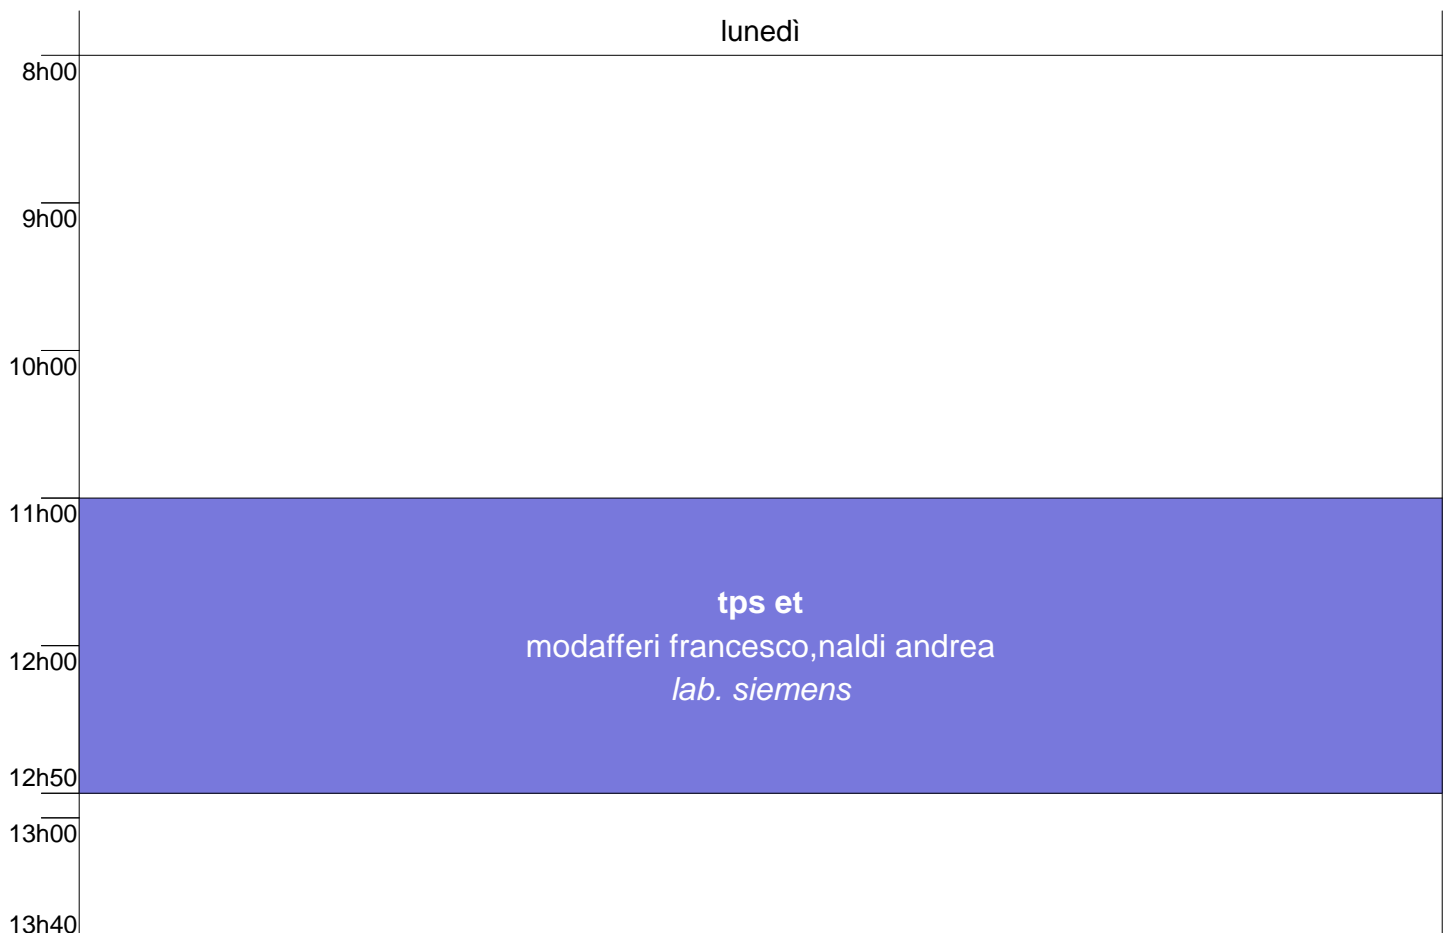 lunedì
8h00
9h00
10h00
11h00
tps et
modafferi francesco,naldi andrea
12h00
lab. siemens
12h50
13h00
13h40